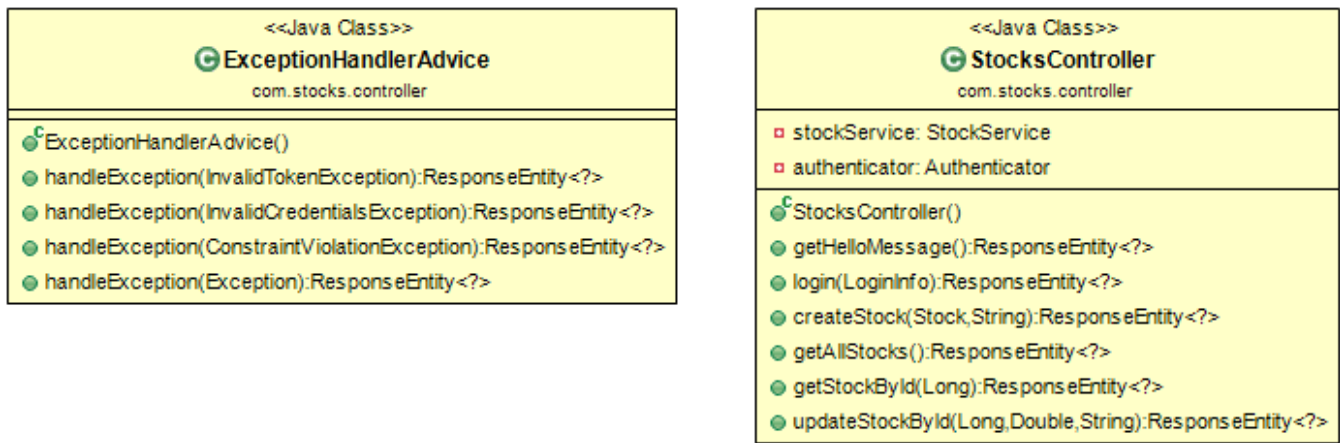 <<Java Class>>
ExceptionHandlerAdvice
com.stocks.controller
ExceptionHandlerAdvice()
handleException(InvalidTokenException):ResponseEntity<?>
handleException(InvalidCredentialsException):ResponseEntity<?>
handleException(ConstraintViolationException):ResponseEntity<?>
handleException(Exception):ResponseEntity<?>
<<Java Class>>
StocksController
com.stocks.controller
stockService: StockService
authenticator: Authenticator
StocksController()
getHelloMessage():ResponseEntity<?>
login(LoginInfo):ResponseEntity<?>
createStock(Stock,String):ResponseEntity<?>
getAllStocks():ResponseEntity<?>
getStockById(Long):ResponseEntity<?>
updateStockById(Long,Double,String):ResponseEntity<?>